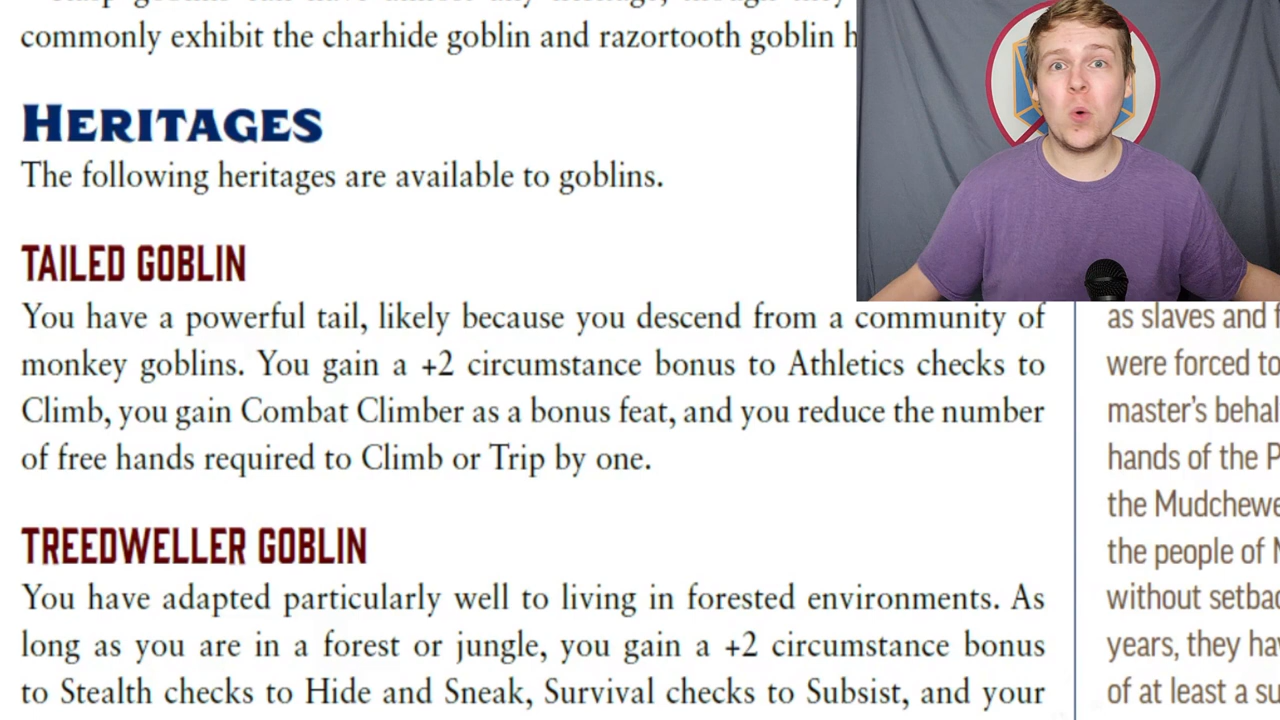 commonly exhibit the charhide goblin and razortooth goblin
HERITAGES
The following heritages are available to goblins.
TAILED GOBLIN
You have a powerful tail, likely because you descend from a community of
monkey goblins. You gain a +2 circumstance bonus to Athletics checks to
Climb, you gain Combat Climber as a bonus feat, and you reduce the number
of free hands required to Climb or Trip by one.
TREEDWELLER GOBLIN
You have adapted particularly well to living in forested environments. As
long as you are in a forest or jungle, you gain a +2 circumstance bonus
to Stealth checks to Hide and Sneak, Survival checks to Subsist, and your
as slaves and
were forced to
master's
hands of the
the
the people of
without
years, they
of at least a